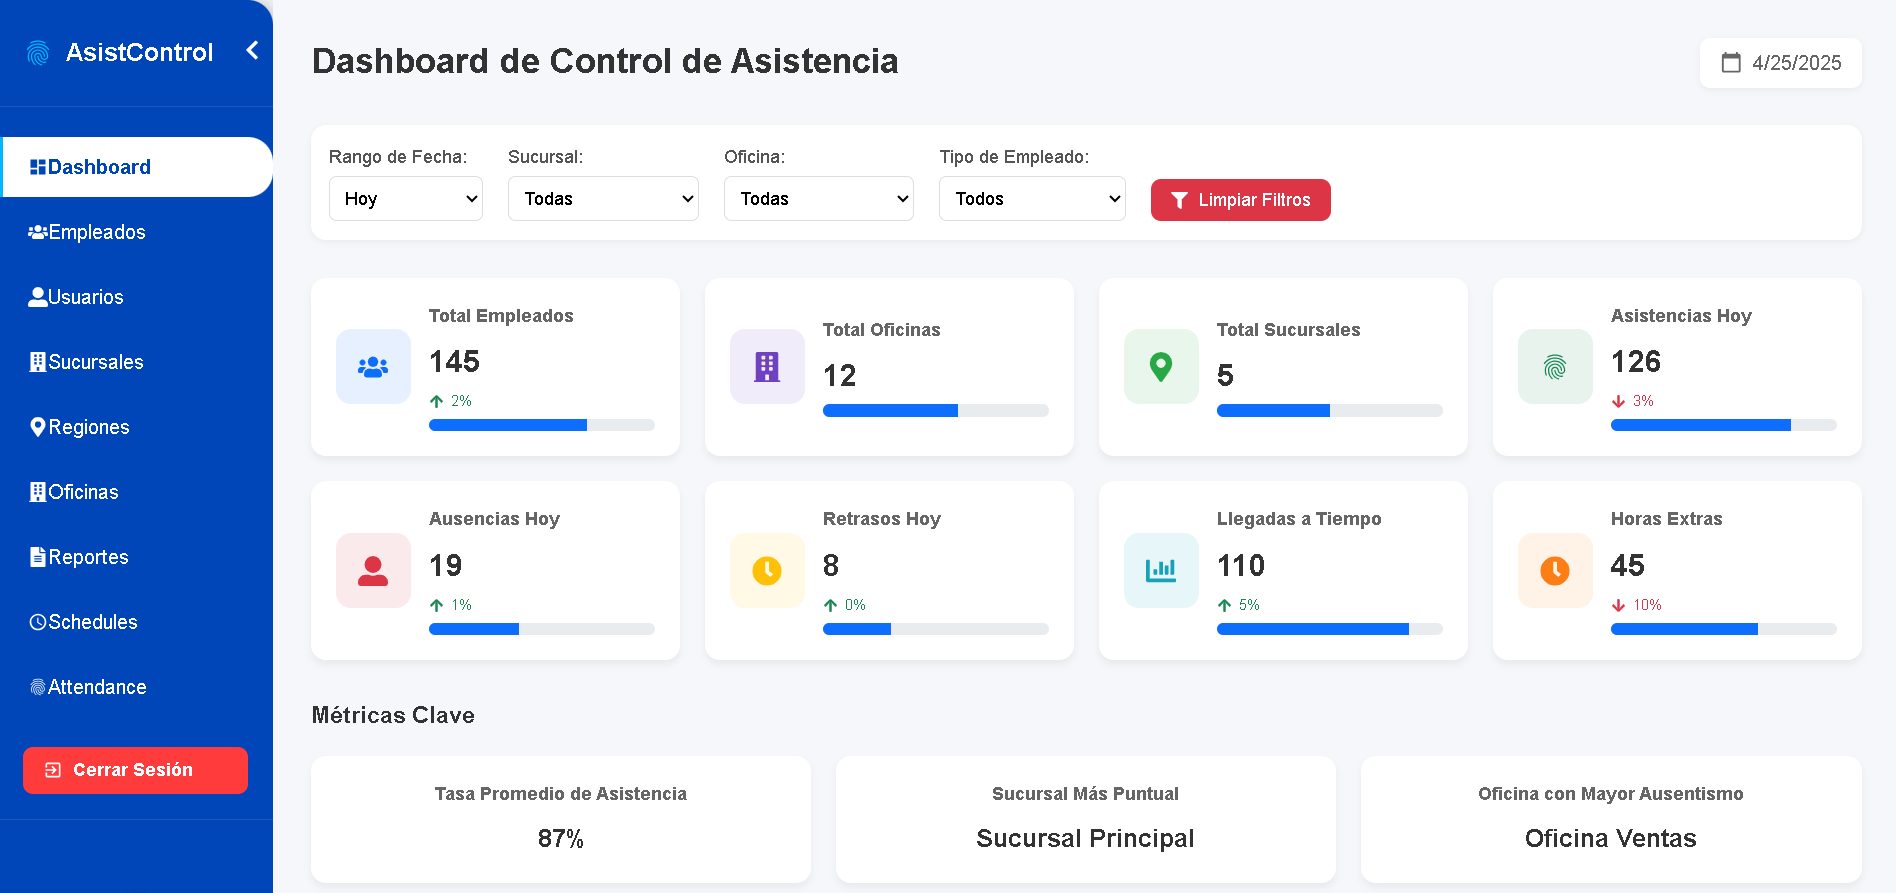 AsistControl
Dashboard
Empleados
Usuarios
Sucursales
Regiones
Oficinas
Reportes
Schedules
Attendance
Cerrar Sesión
Dashboard de Control de Asistencia
4/25/2025
Rango de Fecha:
Hoy
Sucursal:
Todas
Oficina:
Todas
Tipo de Empleado:
Todos
Limpiar Filtros
Total Empleados
145
2%
Total Oficinas
12
Total Sucursales
5
Asistencias Hoy
126
3%
Ausencias Hoy
19
1%
Retrasos Hoy
8
0%
Llegadas a Tiempo
110
5%
Horas Extras
45
10%
Métricas Clave
Tasa Promedio de Asistencia
87%
Sucursal Más Puntual
Sucursal Principal
Oficina con Mayor Ausentismo
Oficina Ventas